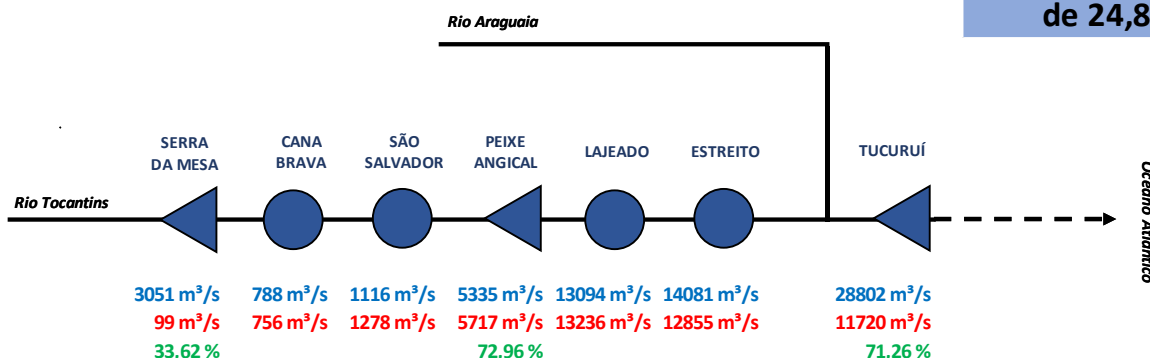 de 24,8
Rio Araguaia
SERRA DA MESA
CANA BRAVA
SÃO SALVADOR
PEIXE ANGICAL
LAJEADO
ESTREITO
TUCURUÍ
Rio Tocantins
Oceano Atlântico
3051 m³/s 788 m³/s 1116 m³/s 5335 m³/s 13094 m³/s 14081 m³/s 28802 m³/s
99 m³/s 756 m³/s 1278 m³/s 5717 m³/s 13236 m³/s 12855 m³/s 11720 m³/s
33.62 % 72.96 % 71.26 %